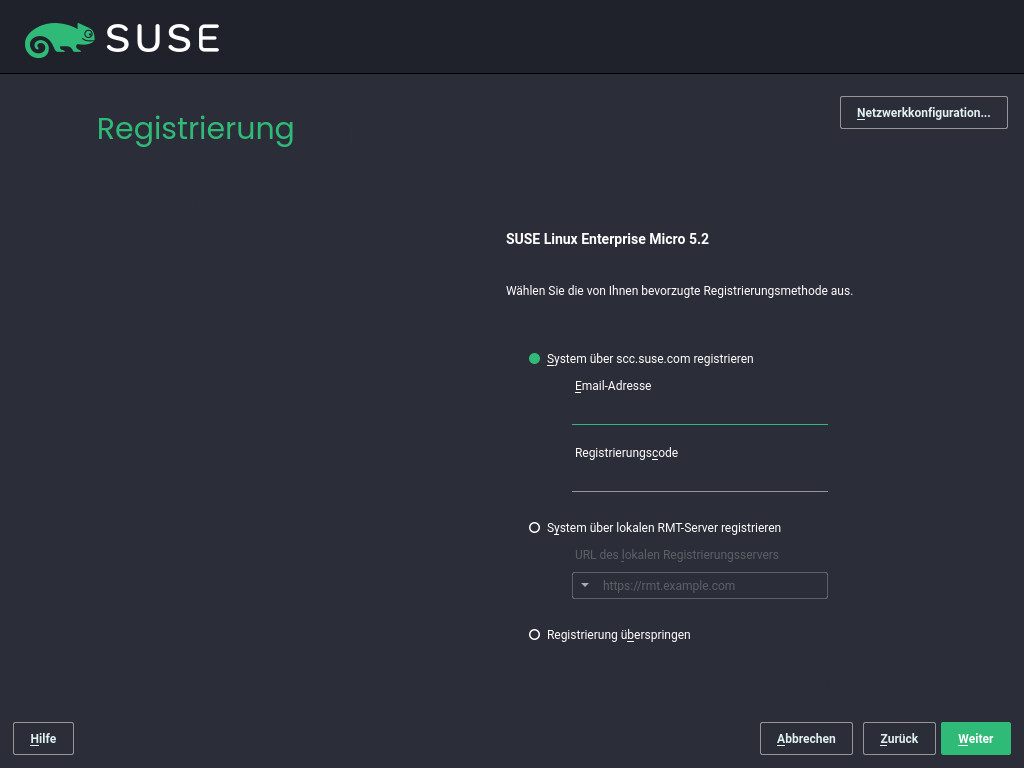 SUSE
Netzwerkkonfiguration...
Registrierung
SUSE Linux Enterprise Micro 5.2
Wählen Sie die von Ihnen bevorzugte Registrierungsmethode aus.
System über scc.suse.com registrieren
Email-Adresse
Registrierungscode
System über lokalen RMT-Server registrieren
URL des lokalen Registrierungsservers
https://rmt.example.com
Registrierung überspringen
Hilfe
Abbrechen
Zurück
Weiter